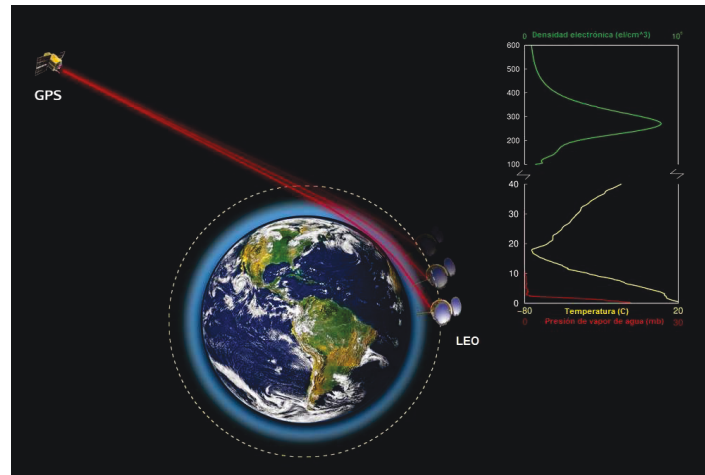 0 Densidad electrónica (el/cm^3) 10⁶
600
500
400
300
200
100
40
30
20
10
0
-80 Temperatura (C) 20
0 Presión de vapor de agua (mb) 30
GPS
LEO